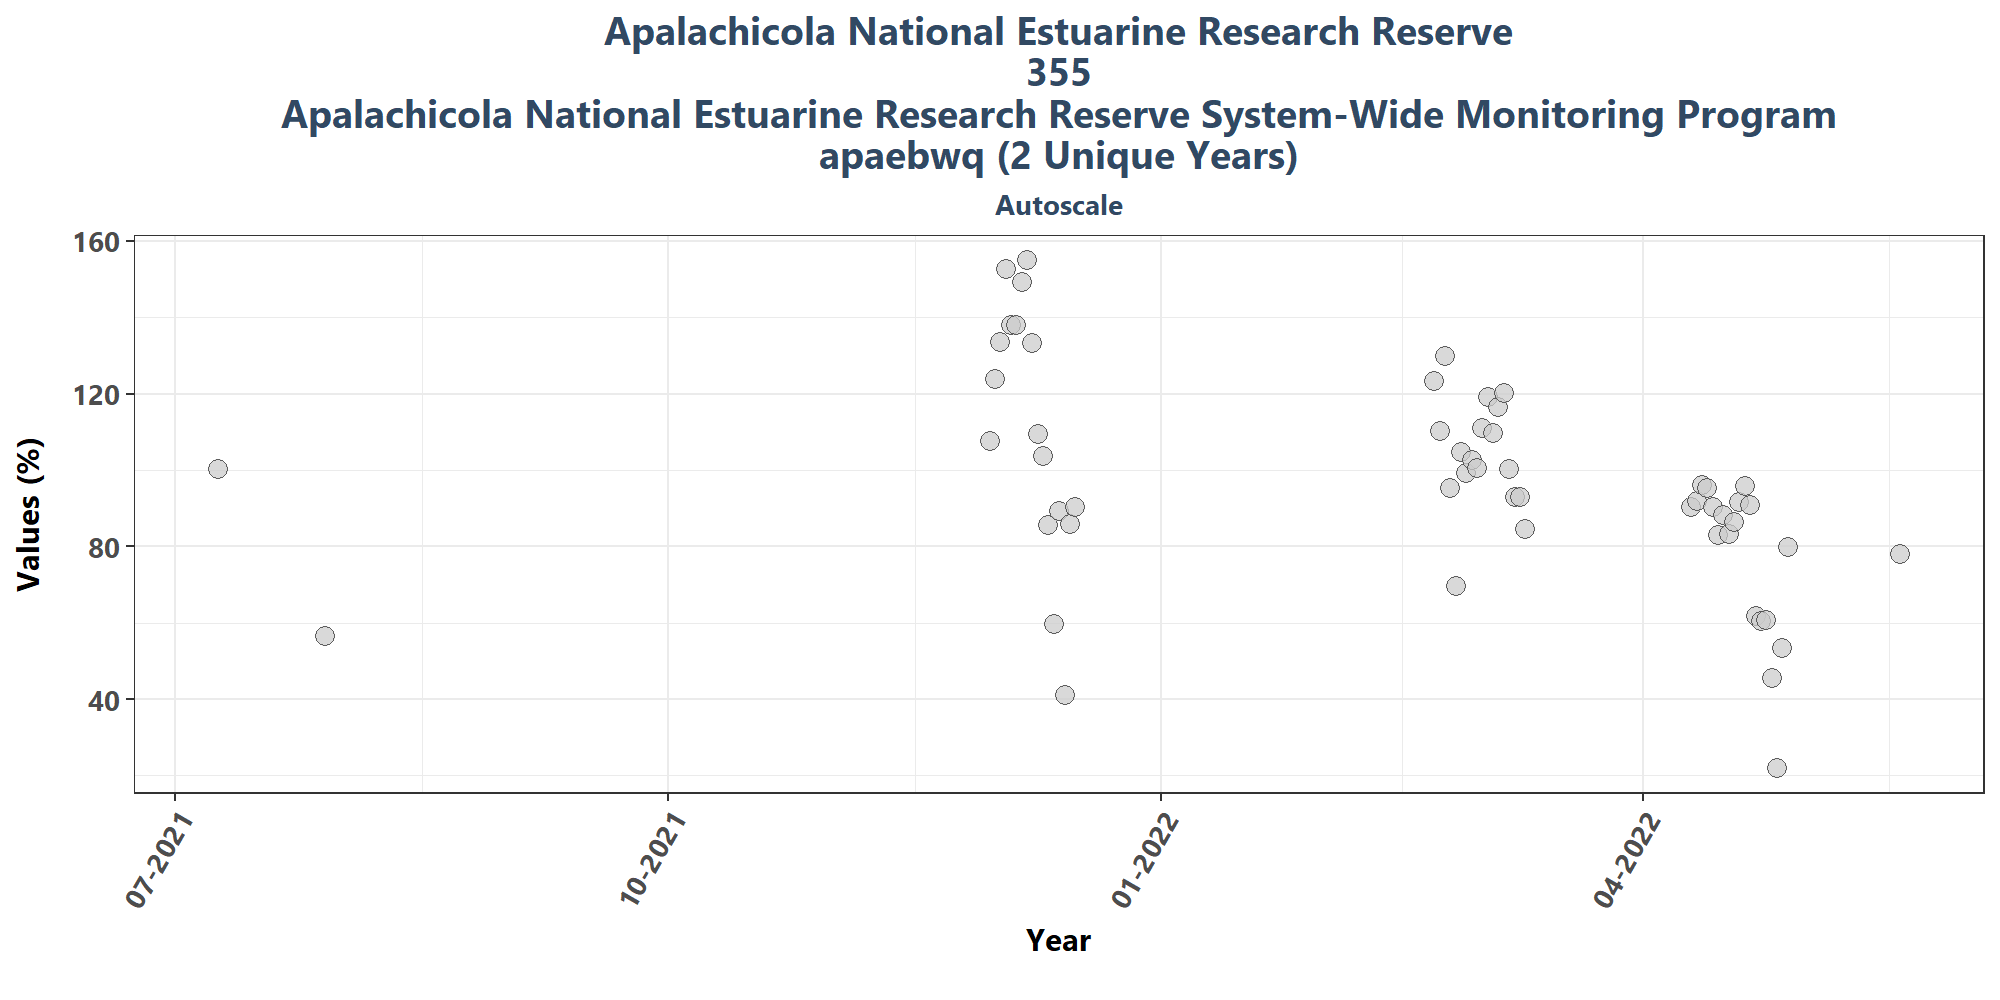 Apalachicola National Estuarine Research Reserve
355
Apalachicola National Estuarine Research Reserve System-Wide Monitoring Program
apaebwq (2 Unique Years)
Autoscale
160
120
80
40
Values (%)
07-2021
10-2021
01-2022
04-2022
Year